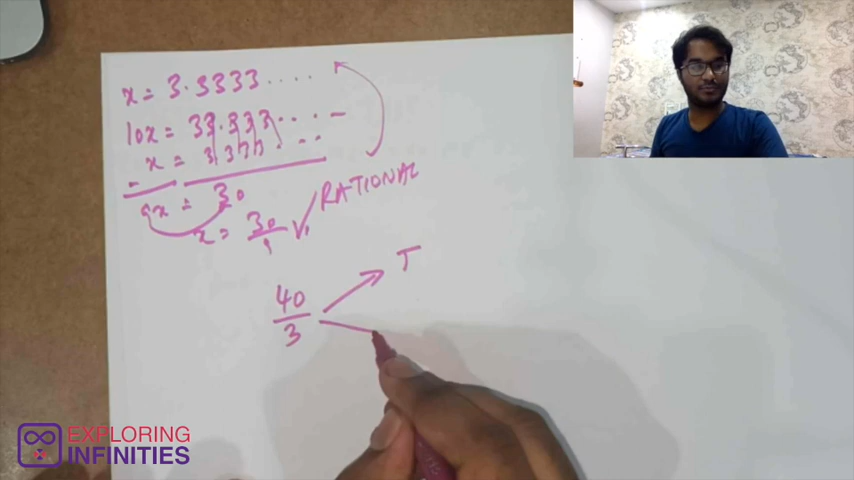 x = 3.3333....
10x = 33.333....
- x = 3 333 . . .
9x = 30
x = 30/9 RATIONAL
40/3 T
EXPLORING
INFINITIES